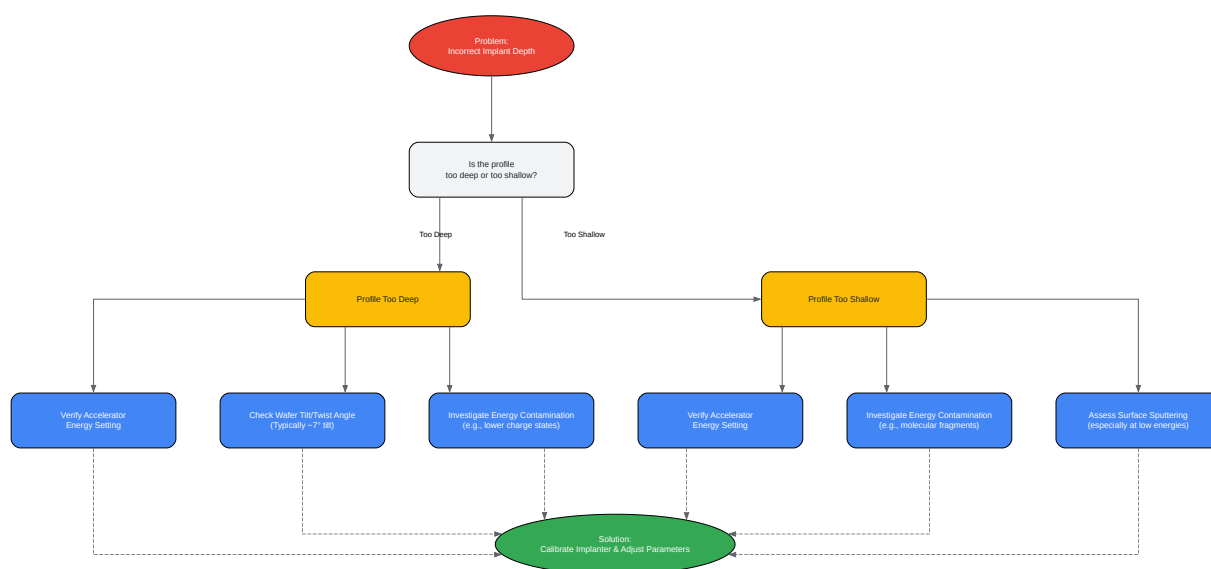 Problem:
Incorrect Implant Depth
Is the profile
too deep or too shallow?
Too Deep
Too Shallow
Profile Too Deep
Profile Too Shallow
Verify Accelerator
Energy Setting
Check Wafer Tilt/Twist Angle
(Typically ~7° tilt)
Investigate Energy Contamination
(e.g., lower charge states)
Verify Accelerator
Energy Setting
Investigate Energy Contamination
(e.g., molecular fragments)
Assess Surface Sputtering
(especially at low energies)
Solution:
Calibrate Implanter & Adjust Parameters